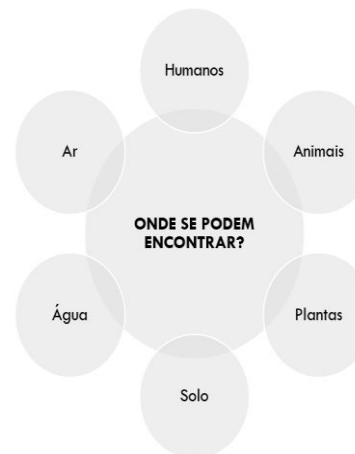 Humanos
Ar
Animais
ONDE SE PODEM
ENCONTRAR?
Água
Plantas
Solo